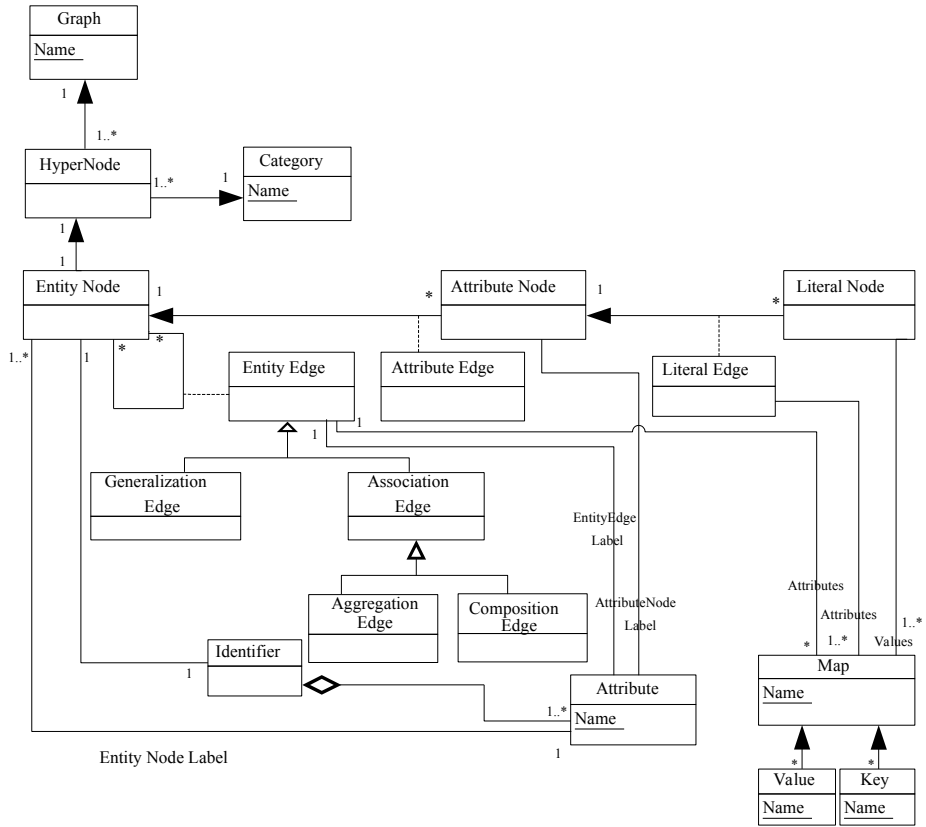 Graph
Name
1
1..*
HyperNode
Category
1..*
1
Name
1
1
Entity Node
Attribute Node
Literal Node
1
*
1
*
*
*
1..*
1
Entity Edge
Attribute Edge
Literal Edge
1
1
Generalization
Edge
Association
Edge
EntityEdge
Label
Attributes
Aggregation
Edge
Composition
Edge
AttributeNode
Label
Attributes
1..*
*
1..*
Values
Identifier
1
Map
Name
Attribute
1..*
Name
1
Entity Node Label
*
*
Value
Key
Name
Name